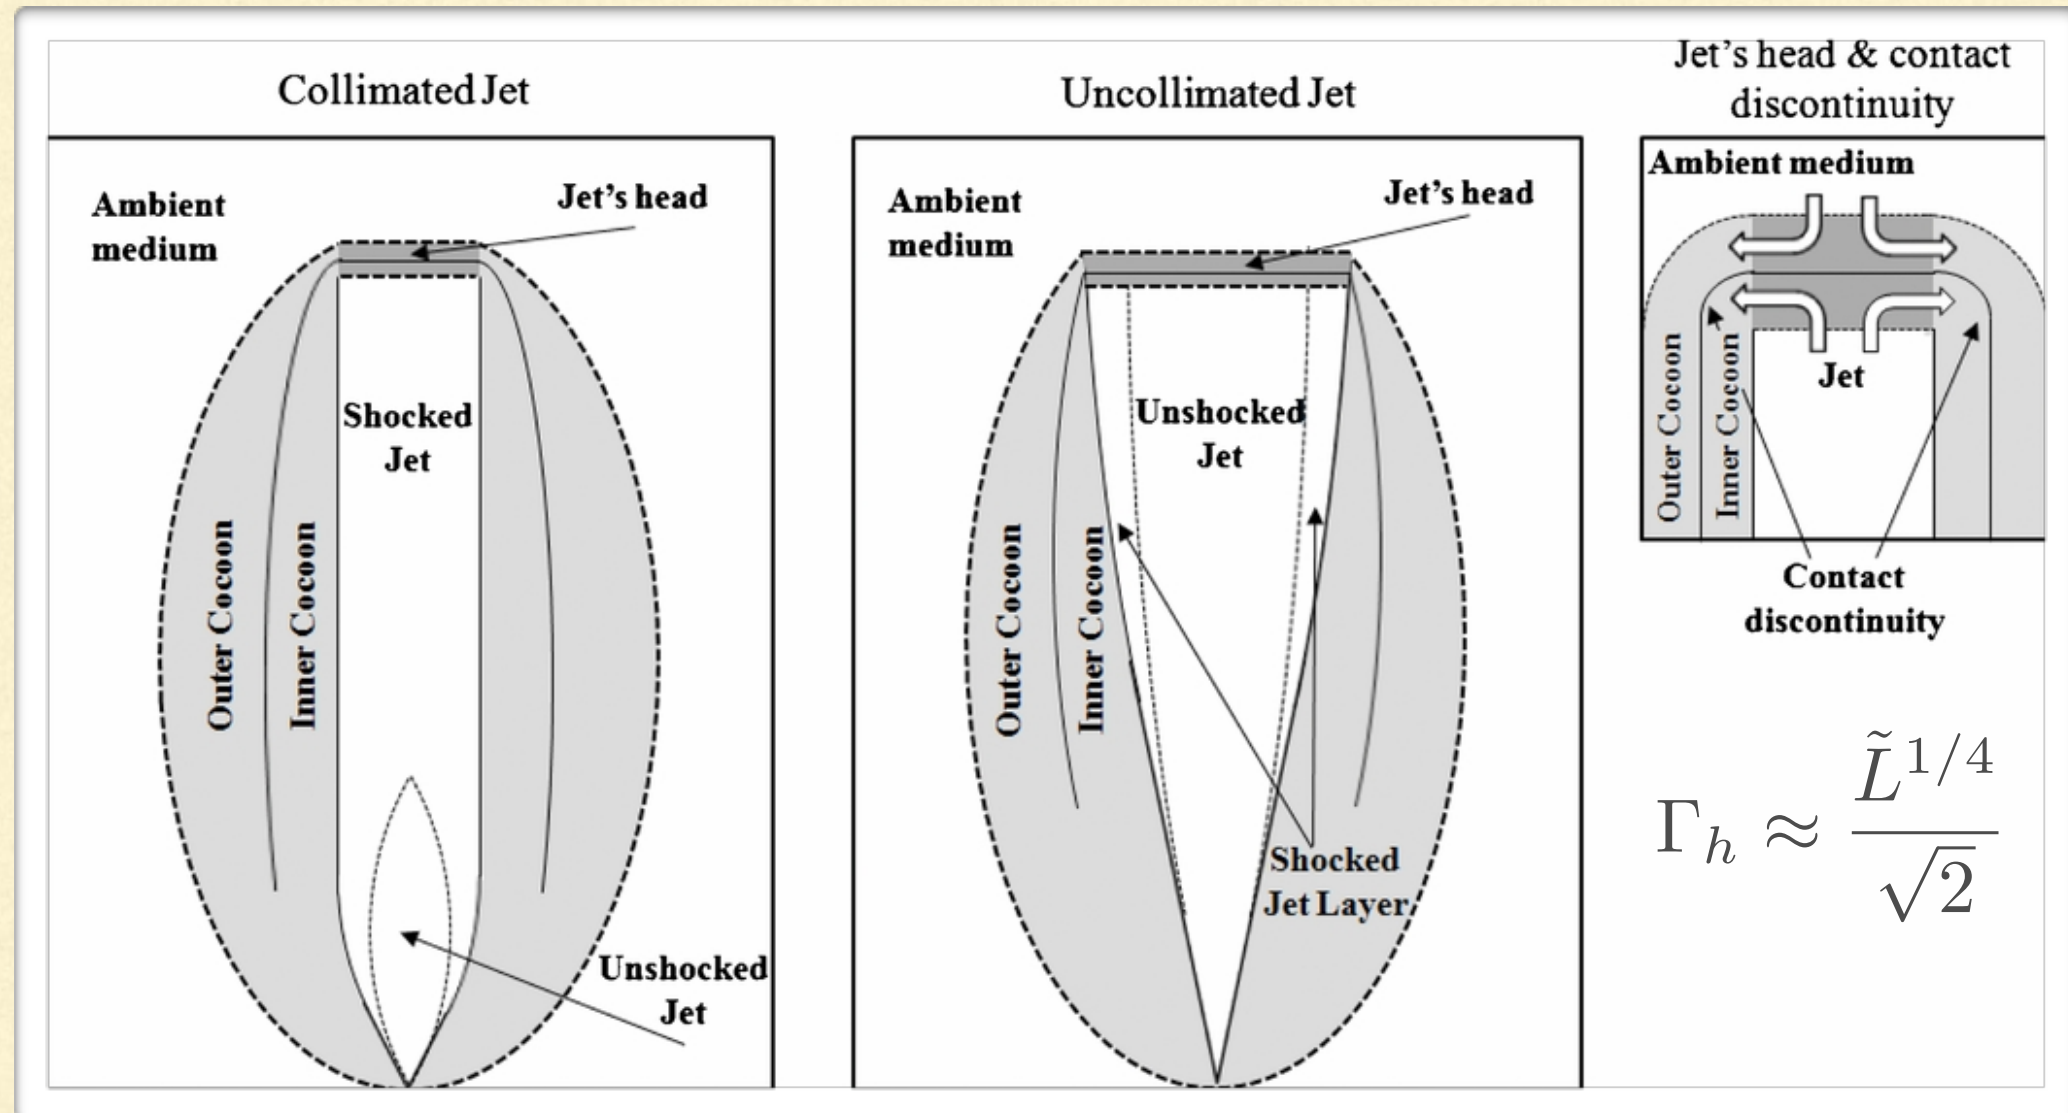 Collimated Jet
Ambient
medium
Jet's head
Shocked
Jet
Outer Cocoon
Inner Cocoon
Unshocked
Jet
Uncollimated Jet
Ambient
medium
Jet's head
Unshocked
Jet
Outer Cocoon
Inner Cocoon
Shocked
Jet Layer
Jet's head & contact
discontinuity
Ambient medium
Jet
Outer Cocoon
Inner Cocoon
Contact
discontinuity
Γ_h ≈ L̃^{1/4} / √2